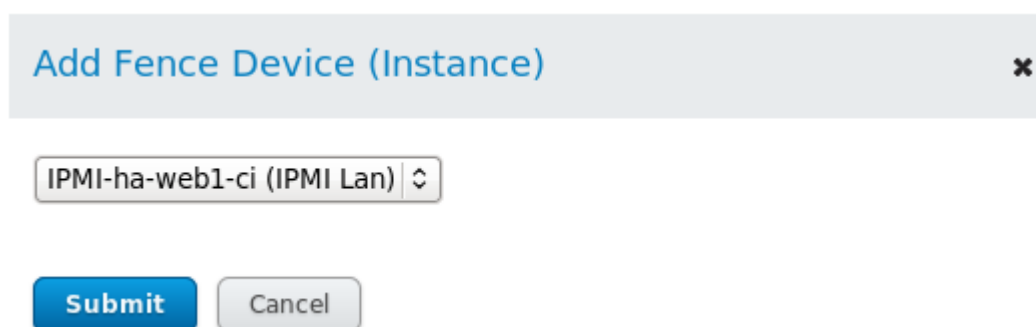 Add Fence Device (Instance)
IPMI-ha-web1-ci (IPMI Lan)
Submit Cancel